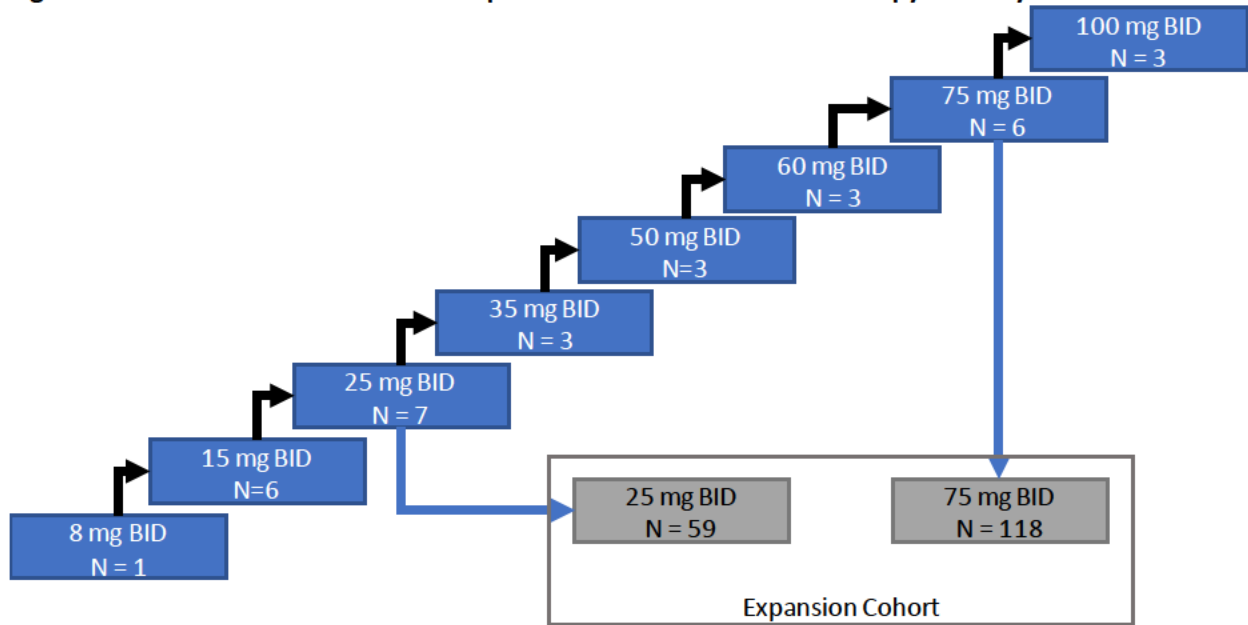 100 mg BID
N = 3
75 mg BID
N = 6
60 mg BID
N = 3
50 mg BID
N=3
35 mg BID
N = 3
25 mg BID
N = 7
15 mg BID
N=6
8 mg BID
N = 1
25 mg BID
N = 59
75 mg BID
N = 118
Expansion Cohort